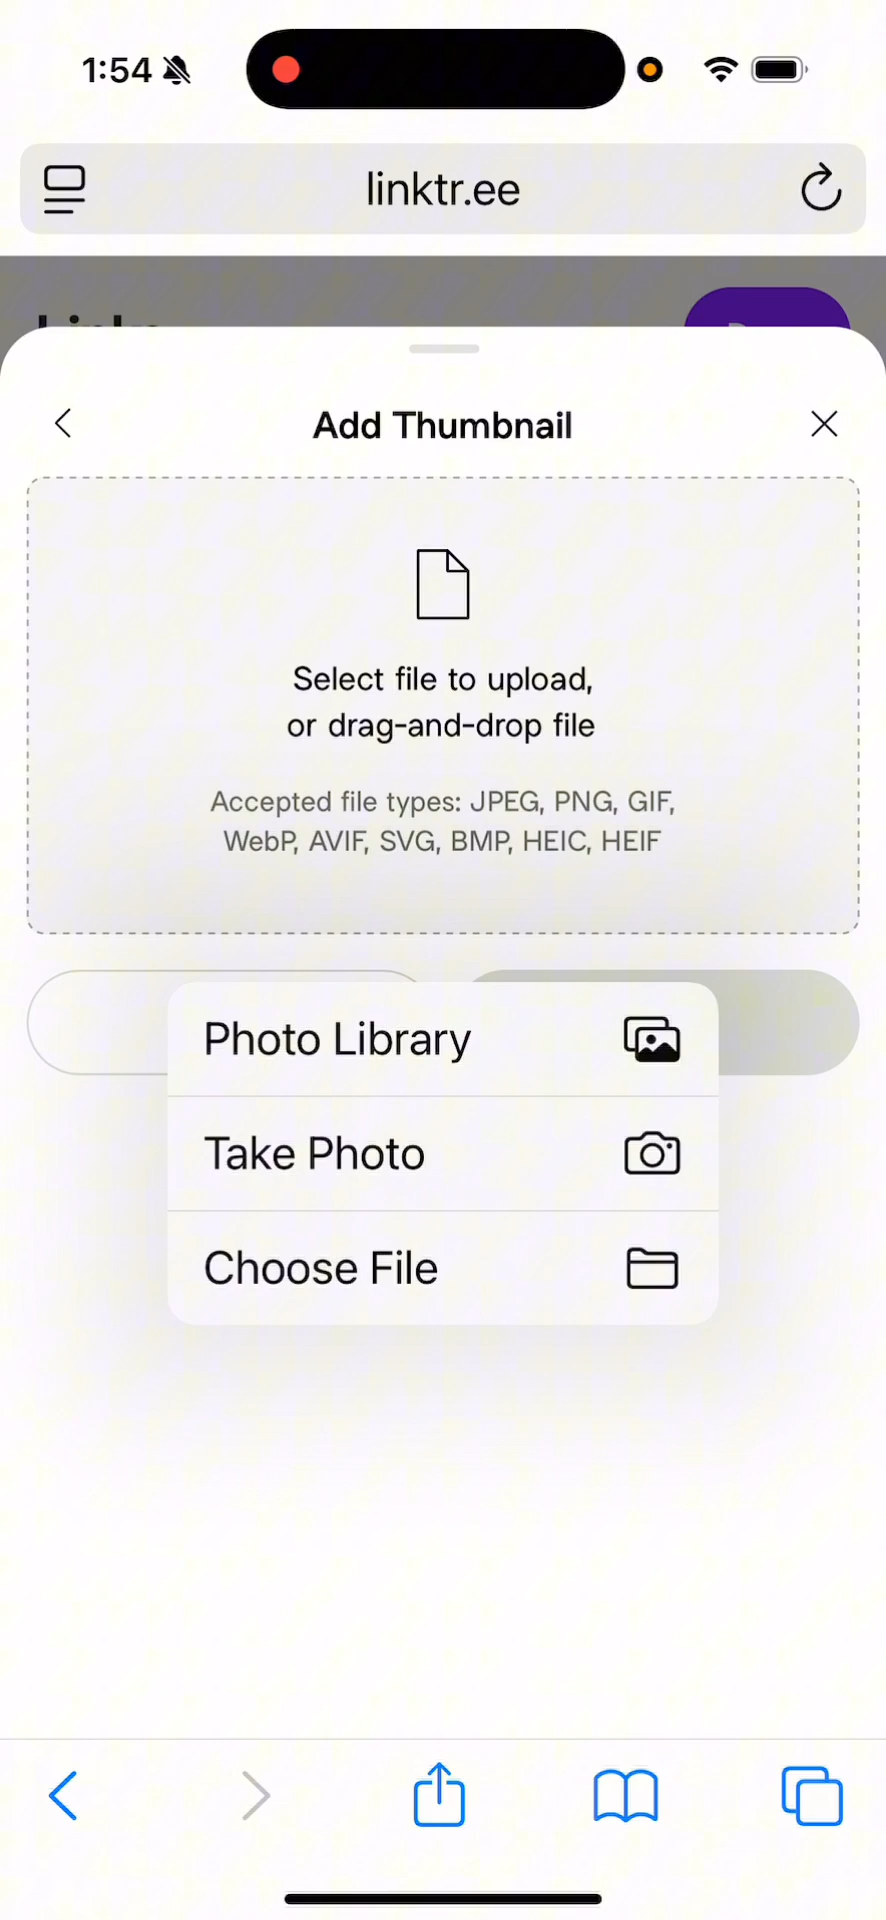 1:54
linktr.ee
Add Thumbnail
Select file to upload,
or drag-and-drop file
Accepted file types: JPEG, PNG, GIF,
WebP, AVIF, SVG, BMP, HEIC, HEIF
Photo Library
Take Photo
Choose File